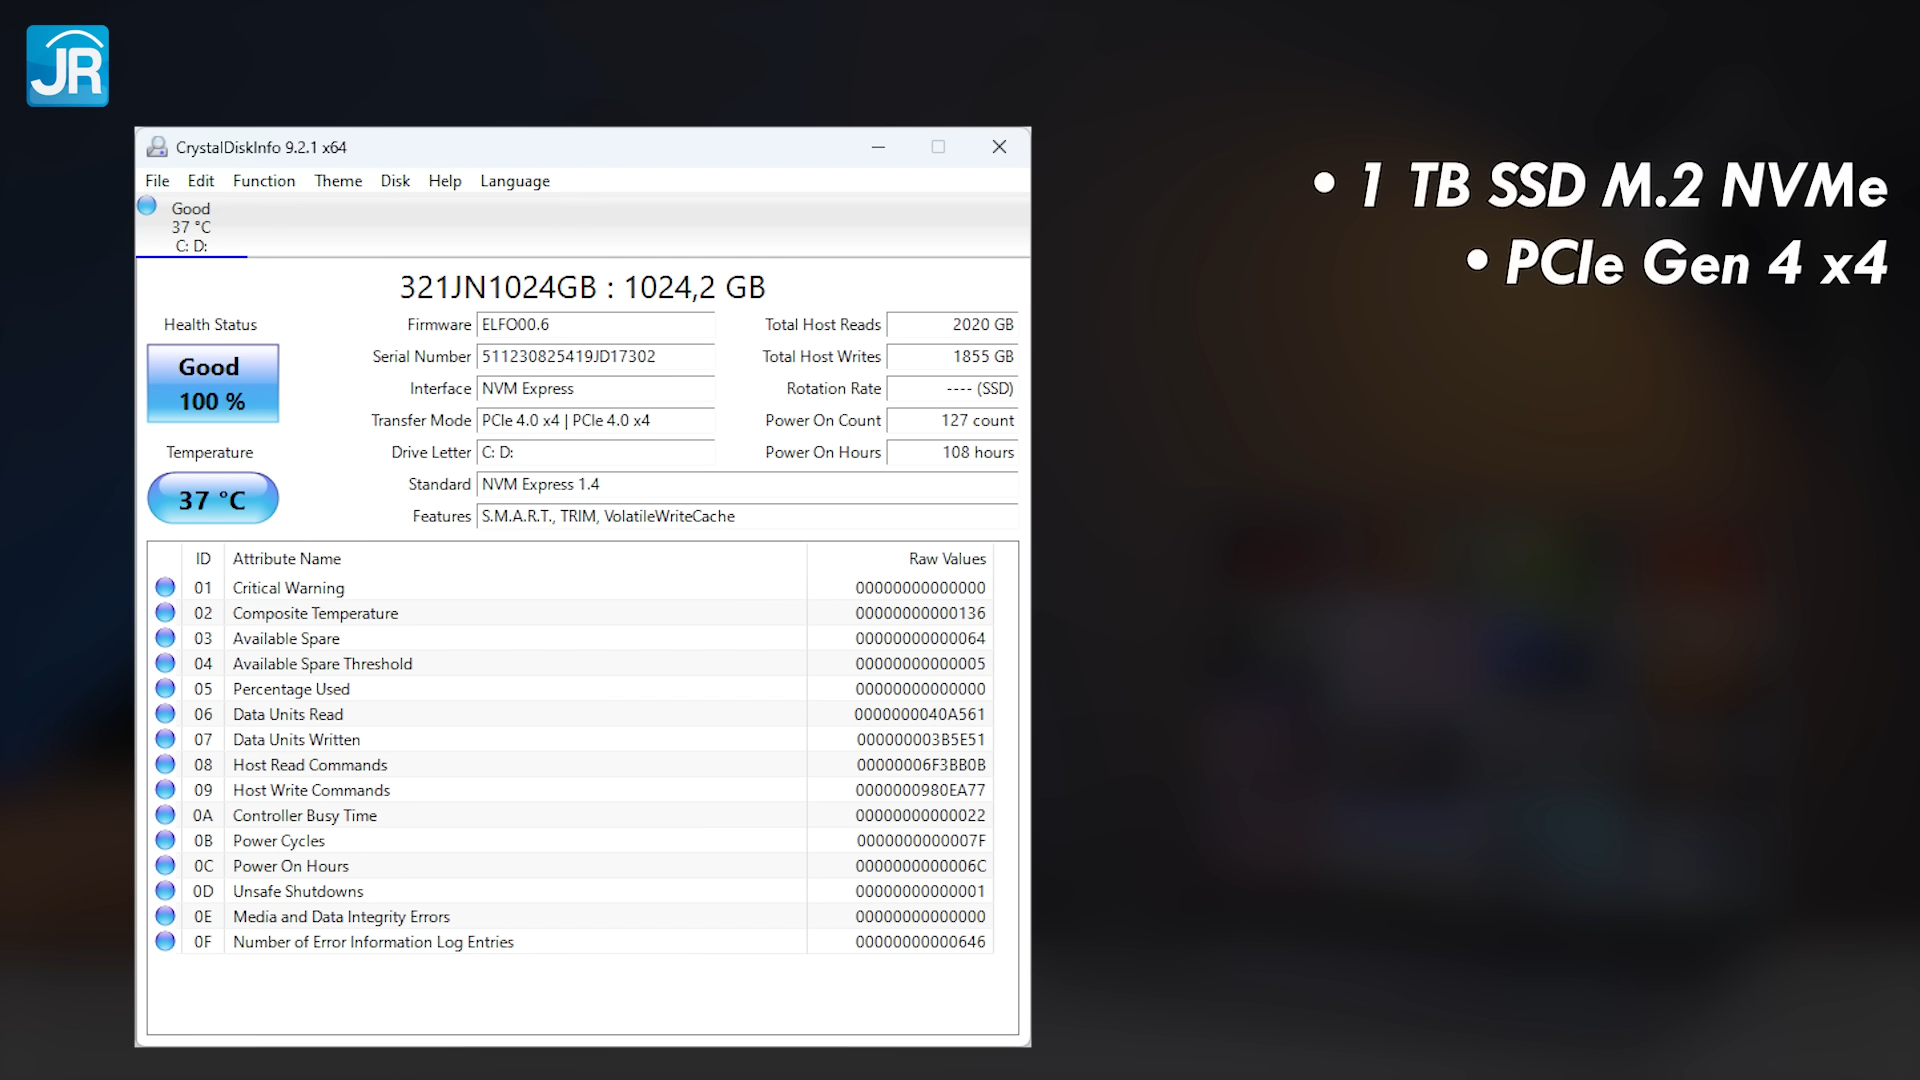 JR
CrystalDiskInfo 9.2.1 x64
File Edit Function Theme Disk Help Language
Good
37 °C
C: D:
321JN1024GB : 1024,2 GB
Health Status
Good
100 %
Temperature
37 °C
Firmware ELFO00.6
Serial Number 511230825419JD17302
Interface NVM Express
Transfer Mode PCIe 4.0 x4 | PCIe 4.0 x4
Drive Letter C: D:
Standard NVM Express 1.4
Features S.M.A.R.T., TRIM, VolatileWriteCache
Total Host Reads 2020 GB
Total Host Writes 1855 GB
Rotation Rate ---- (SSD)
Power On Count 127 count
Power On Hours 108 hours
ID Attribute Name Raw Values
01 Critical Warning 00000000000000
02 Composite Temperature 00000000000136
03 Available Spare 00000000000064
04 Available Spare Threshold 00000000000005
05 Percentage Used 00000000000000
06 Data Units Read 0000000040A561
07 Data Units Written 000000003B5E51
08 Host Read Commands 00000006F3BB0B
09 Host Write Commands 0000000980EA77
0A Controller Busy Time 00000000000022
0B Power Cycles 0000000000007F
0C Power On Hours 0000000000006C
0D Unsafe Shutdowns 00000000000001
0E Media and Data Integrity Errors 00000000000000
0F Number of Error Information Log Entries 00000000000646
• 1 TB SSD M.2 NVMe
• PCIe Gen 4 x4